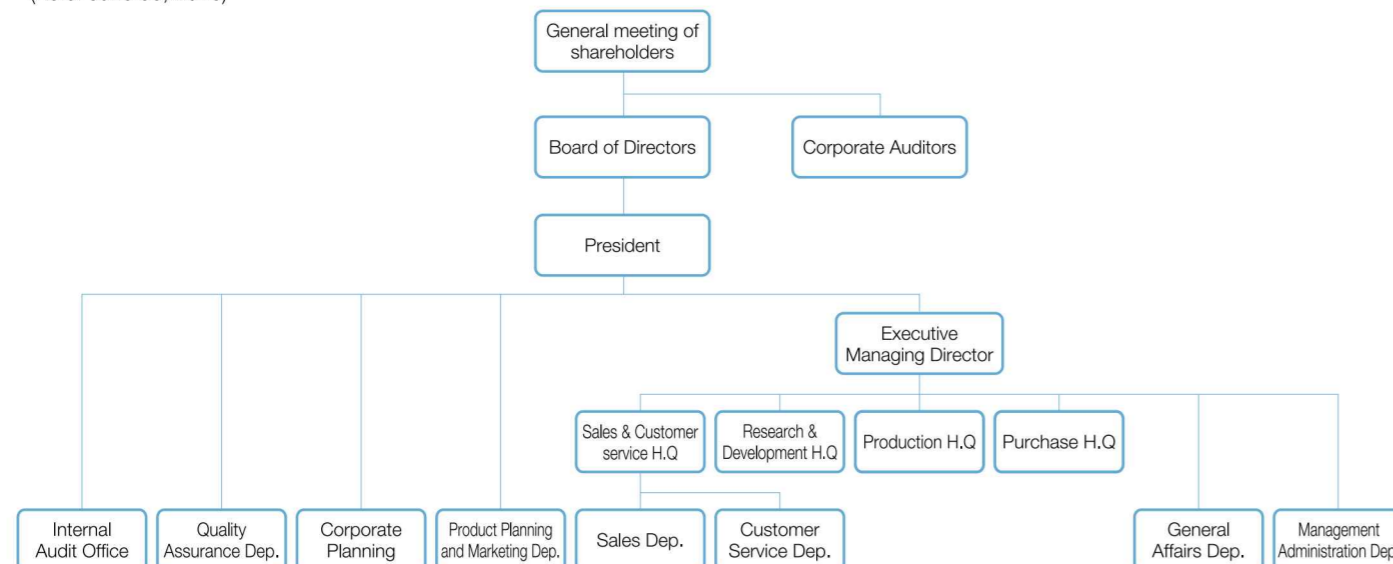 General meeting of
shareholders
Board of Directors
Corporate Auditors
President
Executive
Managing Director
Sales & Customer
service H.Q
Research &
Development H.Q
Production H.Q
Purchase H.Q
Internal
Audit Office
Quality
Assurance Dep.
Corporate
Planning
Product Planning
and Marketing Dep.
Sales Dep.
Customer
Service Dep.
General
Affairs Dep.
Management
Administration Dep